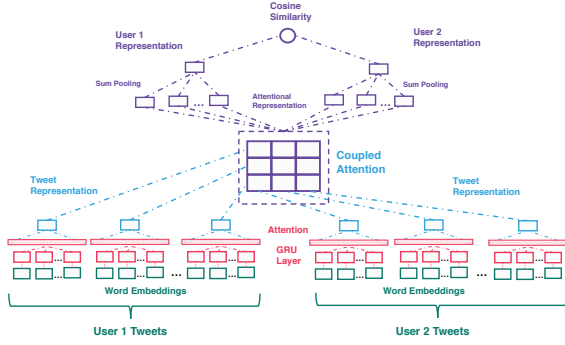 Cosine
Similarity
User 1
Representation
User 2
Representation
Sum Pooling
Sum Pooling
Attentional
Representation
...
...
Coupled
Attention
Tweet
Representation
Tweet
Representation
Attention
GRU
Layer
... ... ... ... ... ...
... ... ... ... ... ... ... ...
Word Embeddings
Word Embeddings
User 1 Tweets
User 2 Tweets